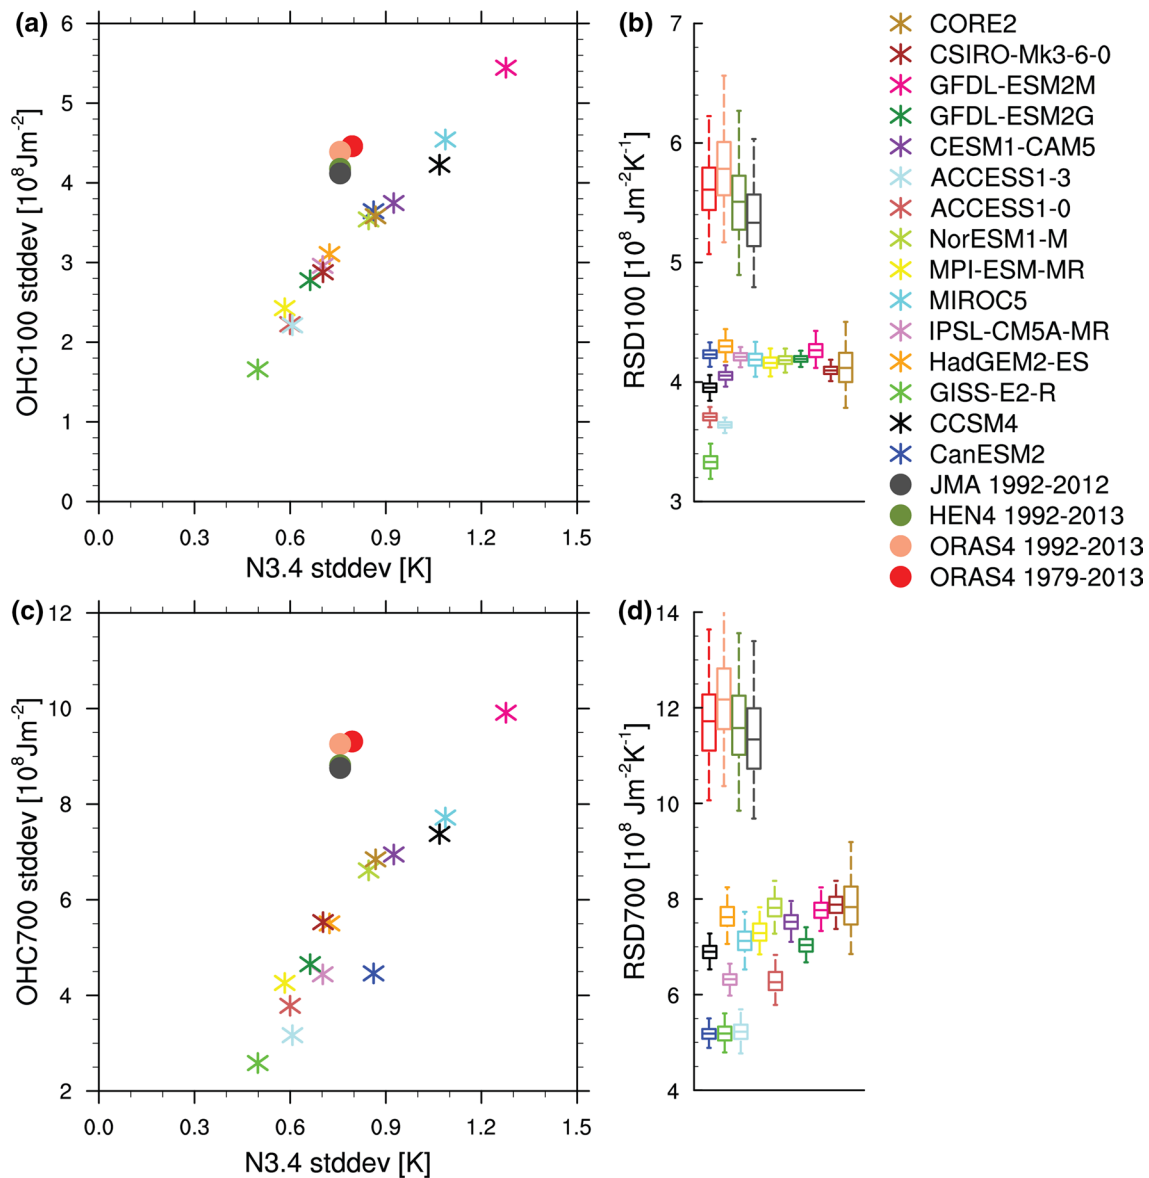 (a)
6
5
4
3
2
1
0
OHC100 stddev [10⁸Jm⁻²]
0.0 0.3 0.6 0.9 1.2 1.5
N3.4 stddev [K]
(b)
7
6
5
4
3
RSD100 [10⁸ Jm⁻²K⁻¹]
CORE2
CSIRO-Mk3-6-0
GFDL-ESM2M
GFDL-ESM2G
CESM1-CAM5
ACCESS1-3
ACCESS1-0
NorESM1-M
MPI-ESM-MR
MIROC5
IPSL-CM5A-MR
HadGEM2-ES
GISS-E2-R
CCSM4
CanESM2
JMA 1992-2012
HEN4 1992-2013
ORAS4 1992-2013
ORAS4 1979-2013
(c)
12
10
8
6
4
2
OHC700 stddev [10⁸Jm⁻²]
0.0 0.3 0.6 0.9 1.2 1.5
N3.4 stddev [K]
(d)
14
12
10
8
6
4
RSD700 [10⁸ Jm⁻²K⁻¹]